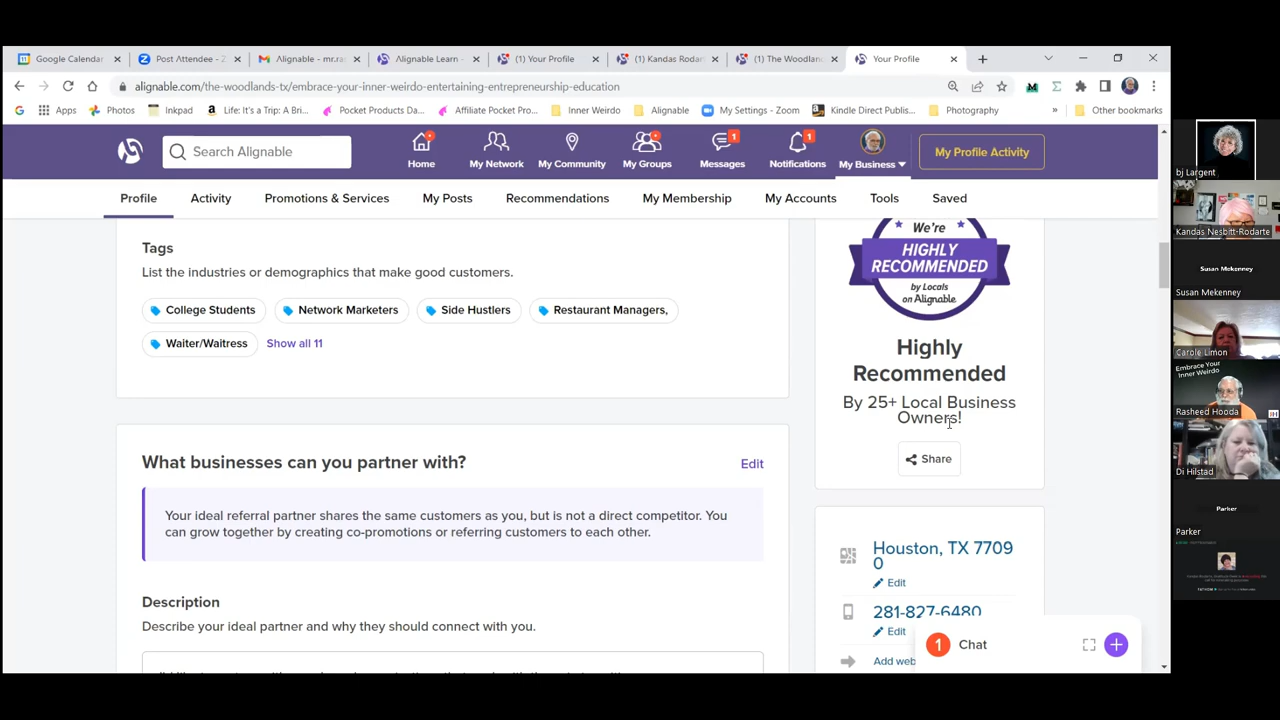 Google Calendar
Post Attendee - Z
Alignable - mr.ra
Alignable Learn -
(1) Your Profile
(1) Kandas Rodar
(1) The Woodlan
Your Profile
alignable.com/the-woodlands-tx/embrace-your-inner-weirdo-entertaining-entrepreneurship-education
Apps
Photos
Inkpad
Life: It's a Trip: A Bri...
Pocket Products Da...
Affiliate Pocket Pro...
Inner Weirdo
Alignable
My Settings - Zoom
Kindle Direct Publis...
Photography
»
Other bookmarks
Search Alignable
Home
My Network
My Community
My Groups
1
Messages
1
Notifications
My Business
My Profile Activity
Profile
Activity
Promotions & Services
My Posts
Recommendations
My Membership
My Accounts
Tools
Saved
Tags
List the industries or demographics that make good customers.
College Students
Network Marketers
Side Hustlers
Restaurant Managers,
Waiter/Waitress
Show all 11
What businesses can you partner with?
Edit
Your ideal referral partner shares the same customers as you, but is not a direct competitor. You
can grow together by creating co-promotions or referring customers to each other.
Description
Describe your ideal partner and why they should connect with you.
We're
HIGHLY
RECOMMENDED
by Locals
on Alignable
Highly
Recommended
By 25+ Local Business
Owners!
Share
Houston, TX 7709
0
Edit
281-827-6480
Edit
Add web
1
Chat
bj Largent
Kandas Nesbitt-Rodarte
Susan Mekenney
Susan Mekenney
Carole Limon
Embrace Your
Inner Weirdo
Rasheed Hooda
Di Hilstad
Parker
Parker